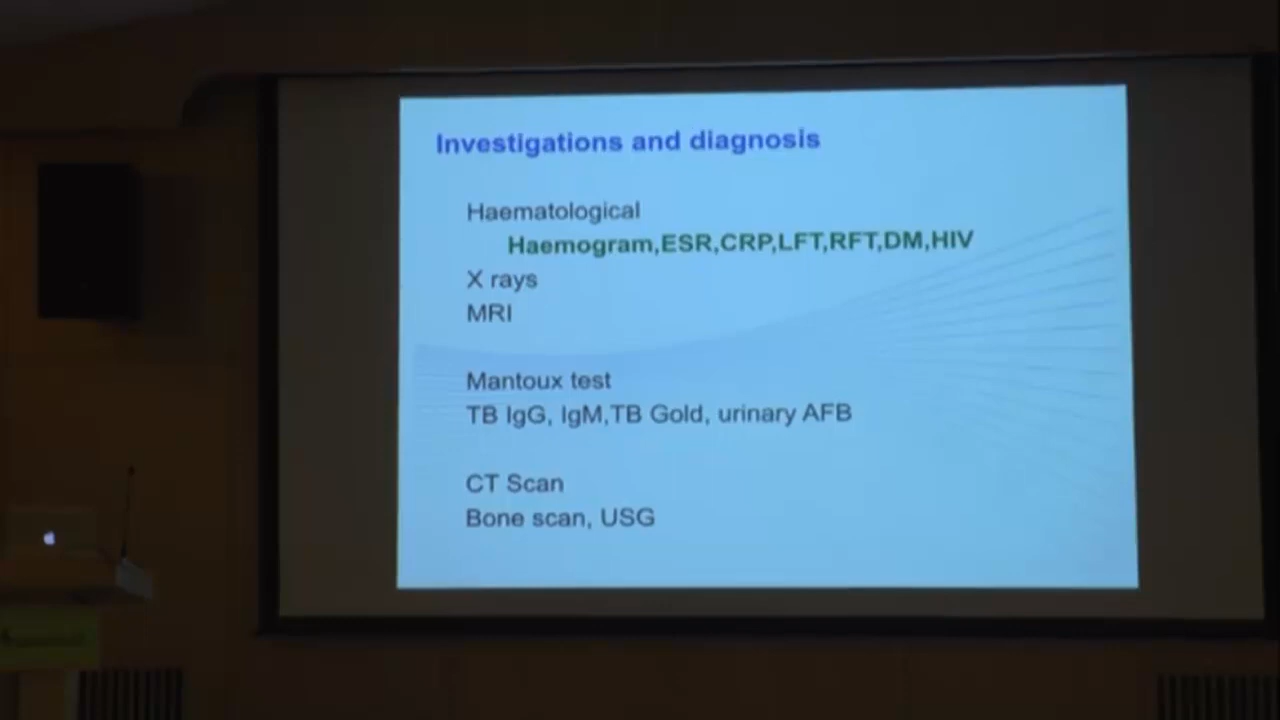 Investigations and diagnosis
Haematological
Haemogram,ESR,CRP,LFT,RFT,DM,HIV
X rays
MRI
Mantoux test
TB IgG, IgM,TB Gold, urinary AFB
CT Scan
Bone scan, USG